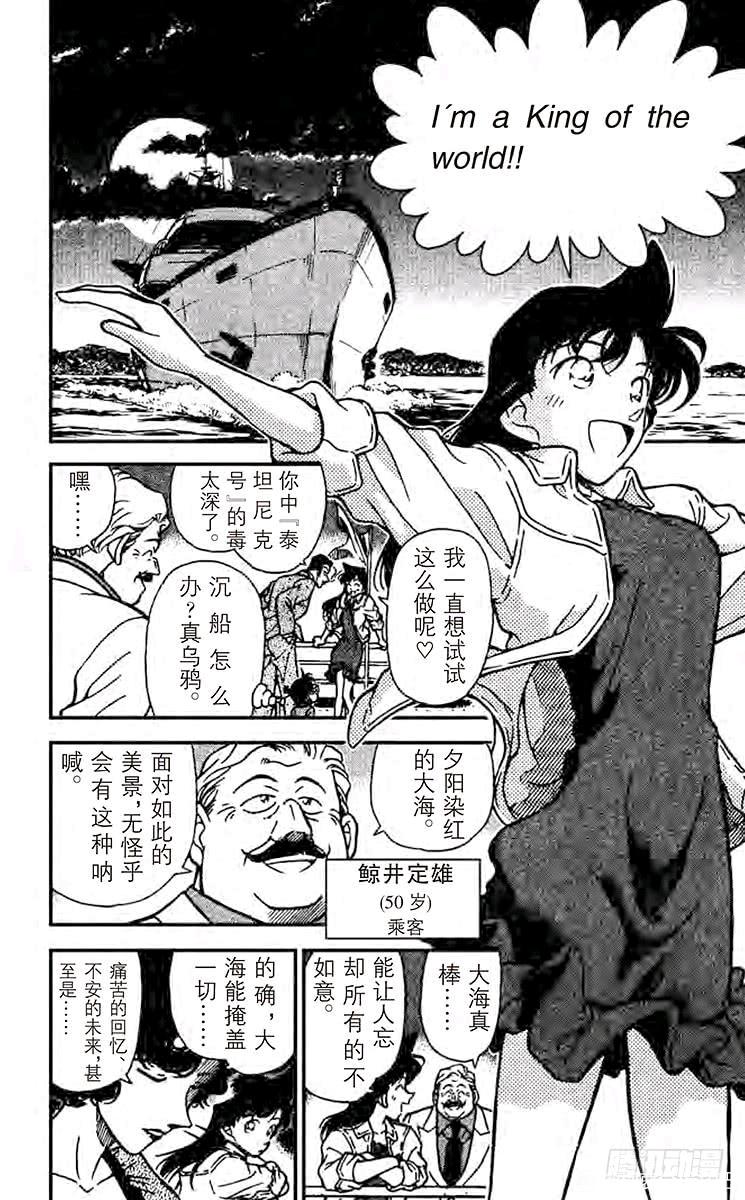 I´m a King of the
world!!
我一直想试试
这么做呢♡
你中『泰
坦尼克
号』的毒
太深了。
沉船怎么
办?真乌鸦。
嘿……
夕阳染红
的大海。
面对如此的
美景,无怪乎
会有这种呐
喊。
鲸井定雄
(50 岁)
乘客
大海真
棒……
能让人忘
却所有的不
如意。
的确,大
海能掩盖
一切……
痛苦的回忆、
不安的未来,甚
至是……
腾讯动漫